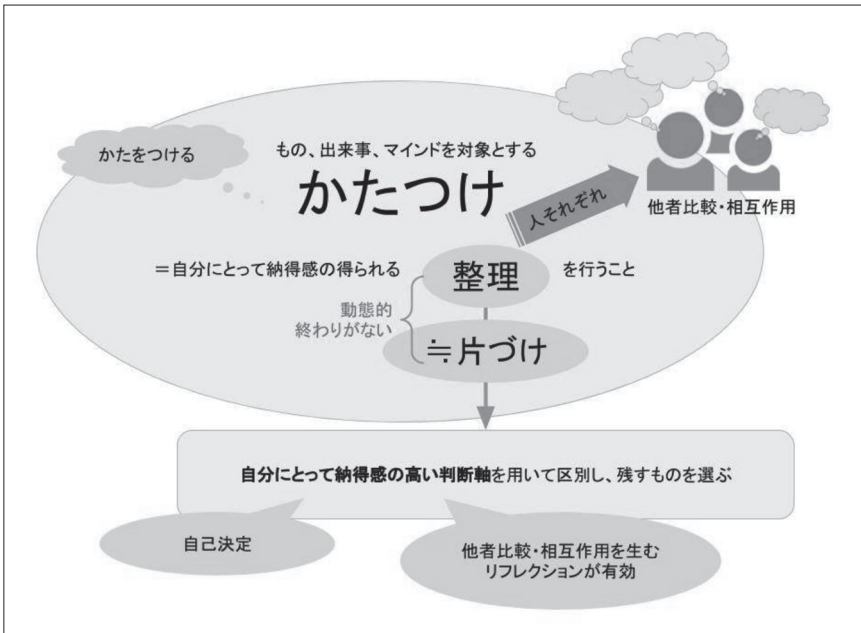 かたをつける
もの、出来事、マインドを対象とする
かたつけ
人それぞれ
他者比較・相互作用
＝自分にとって納得感の得られる
整理
を行うこと
動態的
終わりがない
≒片づけ
自分にとって納得感の高い判断軸を用いて区別し、残すものを選ぶ
自己決定
他者比較・相互作用を生む
リフレクションが有効